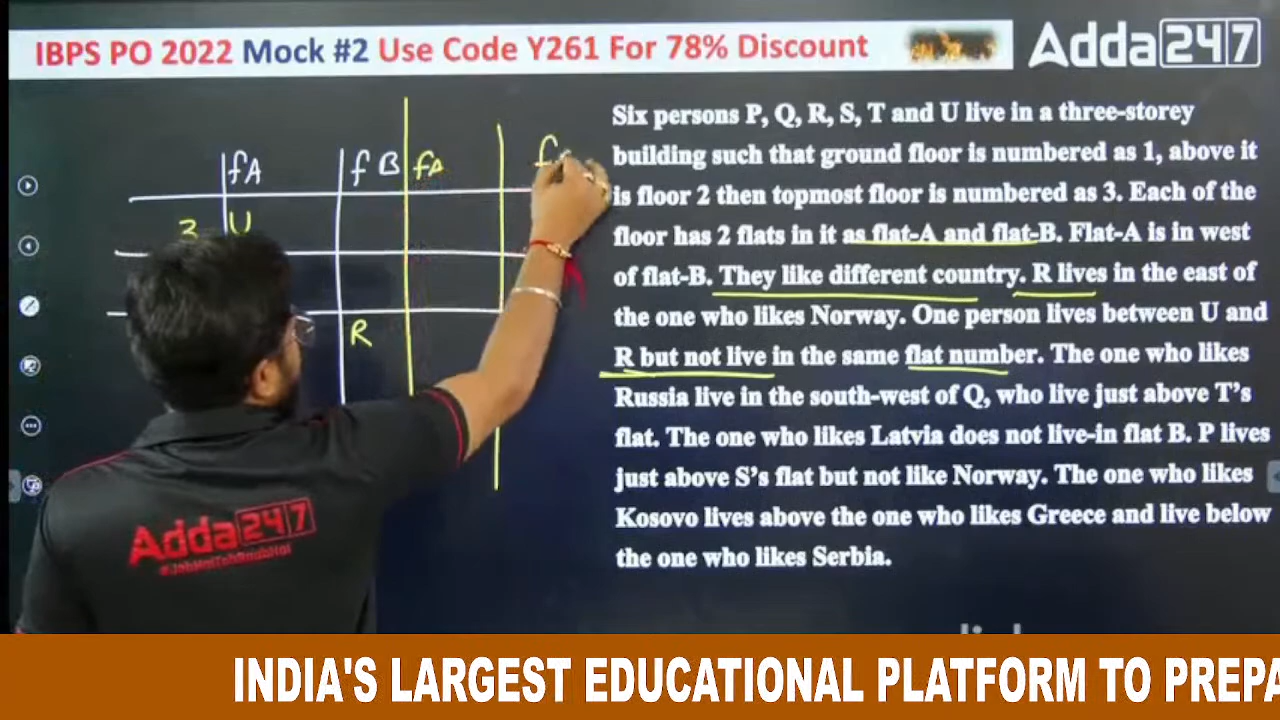 IBPS PO 2022 Mock #2 Use Code Y261 For 78% Discount
Adda247
fA
f B
fA
f
3
U
R
Six persons P, Q, R, S, T and U live in a three-storey
building such that ground floor is numbered as 1, above it
is floor 2 then topmost floor is numbered as 3. Each of the
floor has 2 flats in it as flat-A and flat-B. Flat-A is in west
of flat-B. They like different country. R lives in the east of
the one who likes Norway. One person lives between U and
R but not live in the same flat number. The one who likes
Russia live in the south-west of Q, who live just above T’s
flat. The one who likes Latvia does not live-in flat B. P lives
just above S’s flat but not like Norway. The one who likes
Kosovo lives above the one who likes Greece and live below
the one who likes Serbia.
Adda247
INDIA'S LARGEST EDUCATIONAL PLATFORM TO PREPA